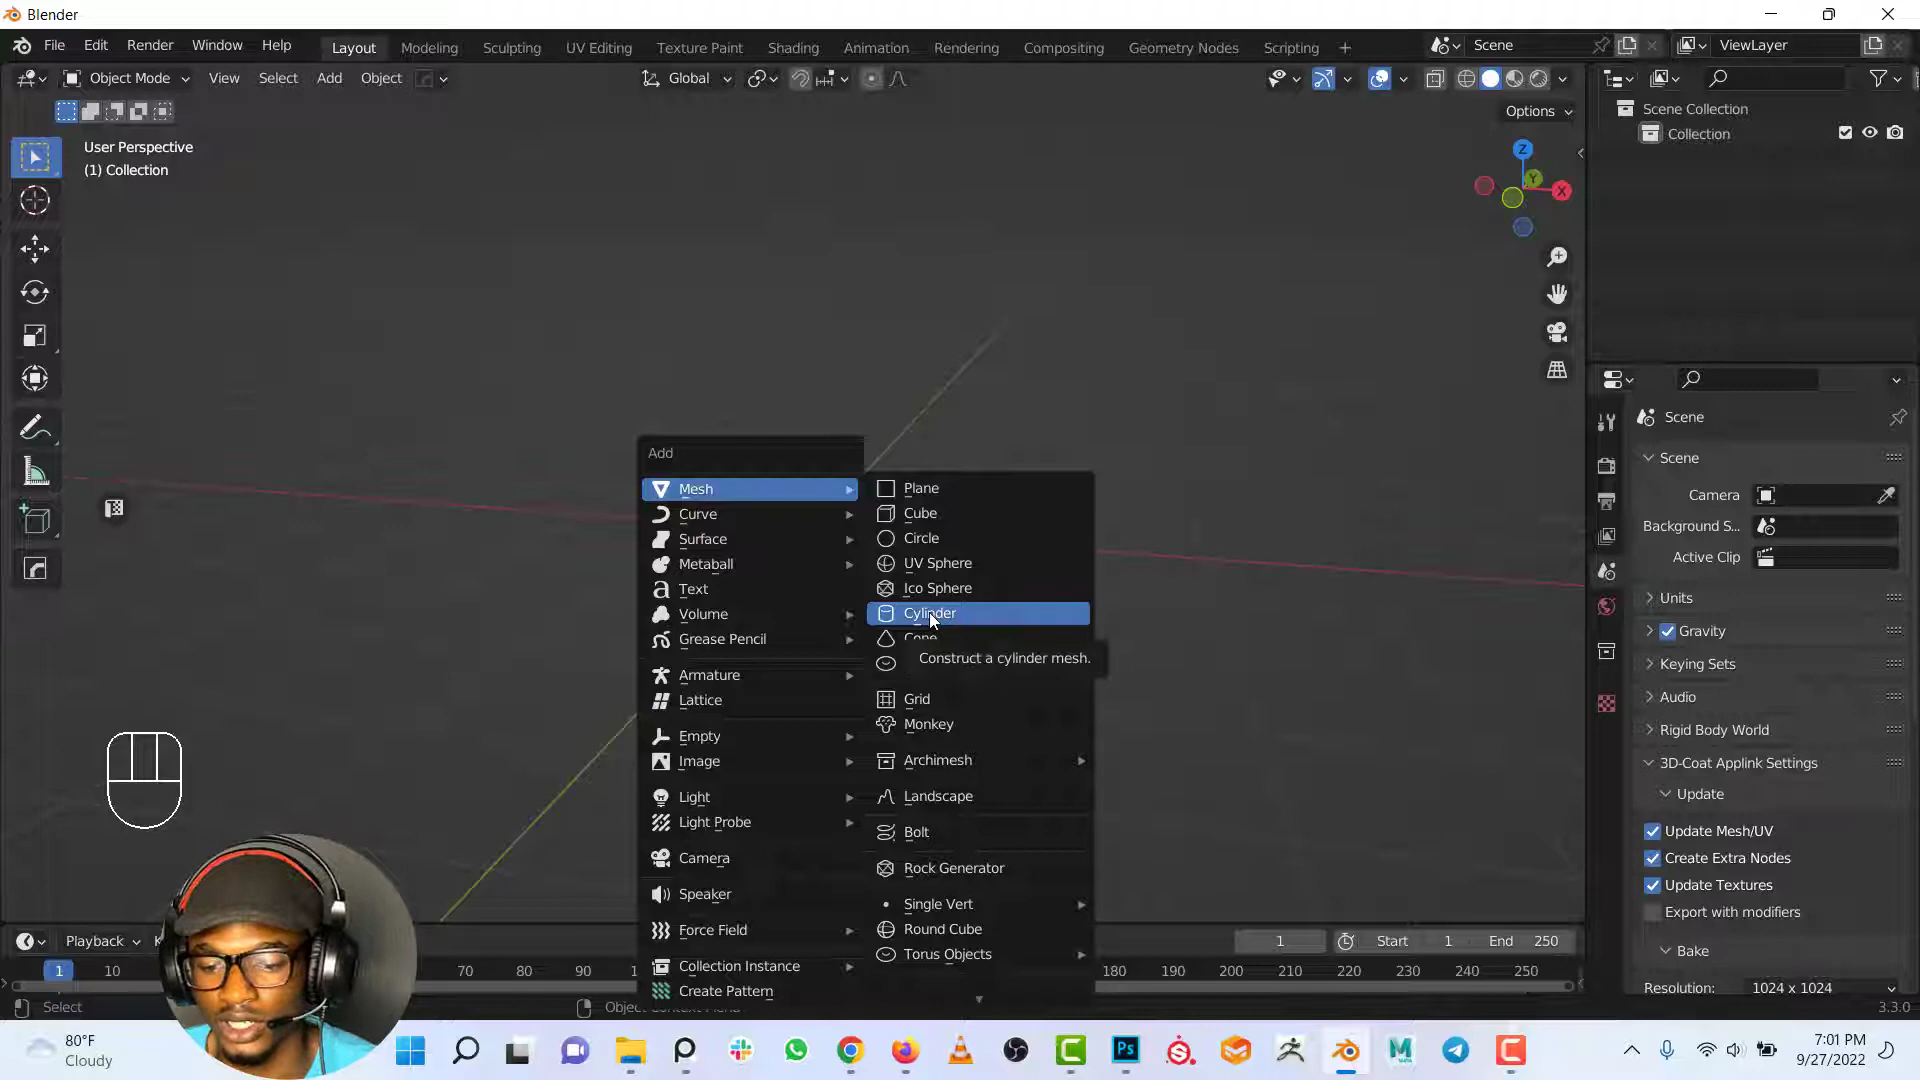 Blender
File Edit Render Window Help Layout Modeling Sculpting UV Editing Texture Paint Shading Animation Rendering Compositing Geometry Nodes Scripting + Scene ViewLayer
Object Mode View Select Add Object Global
Options
User Perspective
(1) Collection
Z
Y
X
Scene Collection
Collection
Add
Mesh
Curve
Surface
Metaball
Text
Volume
Grease Pencil
Armature
Lattice
Empty
Image
Light
Light Probe
Camera
Speaker
Force Field
Collection Instance
Create Pattern
Plane
Cube
Circle
UV Sphere
Ico Sphere
Cylinder
Cone
Construct a cylinder mesh.
Grid
Monkey
Archimesh
Landscape
Bolt
Rock Generator
Single Vert
Round Cube
Torus Objects
Scene
Scene
Camera
Background S...
Active Clip
Units
Gravity
Keying Sets
Audio
Rigid Body World
3D-Coat Applink Settings
Update
Update Mesh/UV
Create Extra Nodes
Update Textures
Export with modifiers
Bake
Resolution: 1024 x 1024
Playback K 1 Start 1 End 250
1 10 70 80 90 1 180 190 200 210 220 230 240 250
Select Object Context Menu 3.3.0
80°F
Cloudy
Ps
7:01 PM
9/27/2022